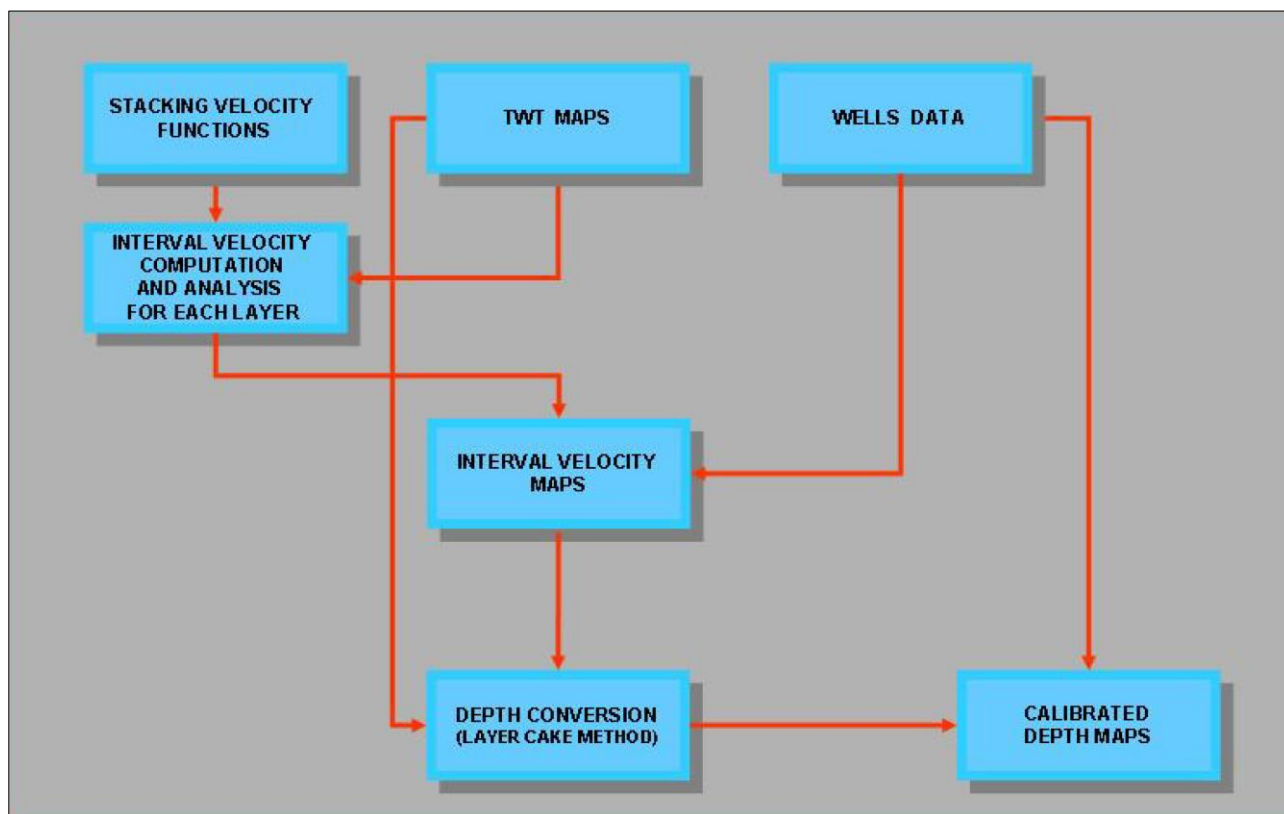 STACKING VELOCITY
FUNCTIONS
TWT MAPS
WELLS DATA
INTERVAL VELOCITY
COMPUTATION
AND ANALYSIS
FOR EACH LAYER
INTERVAL VELOCITY
MAPS
DEPTH CONVERSION
(LAYER CAKE METHOD)
CALIBRATED
DEPTH MAPS